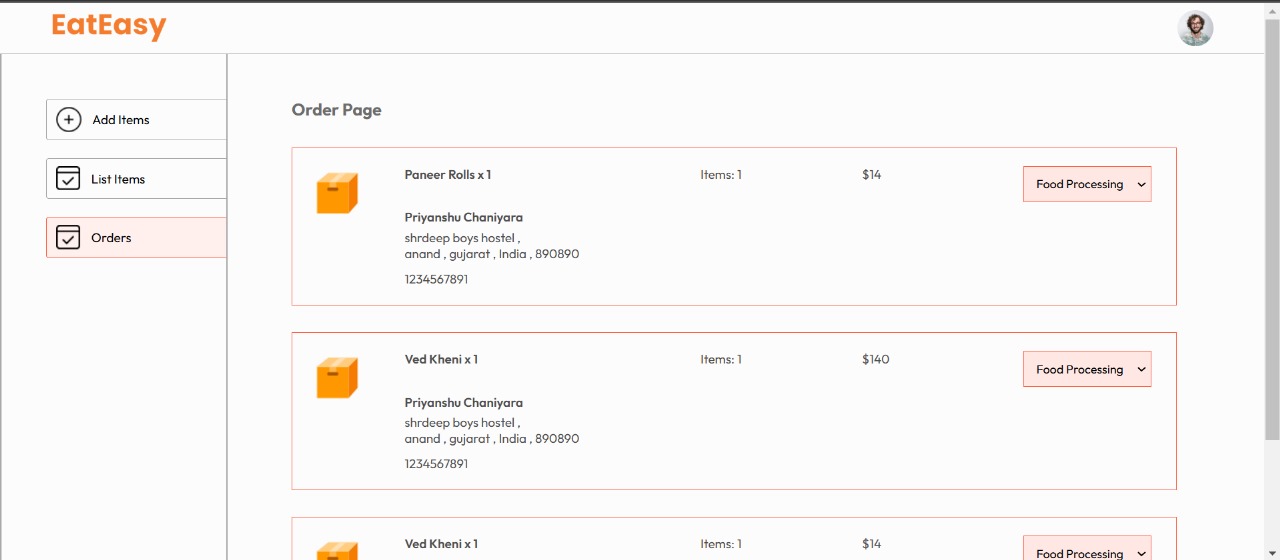 EatEasy
Add Items
List Items
Orders
Order Page
Paneer Rolls x 1 Items: 1 $14 Food Processing
Priyanshu Chaniyara
shrdeep boys hostel ,
anand , gujarat , India , 890890
1234567891
Ved Kheni x 1 Items: 1 $140 Food Processing
Priyanshu Chaniyara
shrdeep boys hostel ,
anand , gujarat , India , 890890
1234567891
Ved Kheni x 1 Items: 1 $14 Food Processing